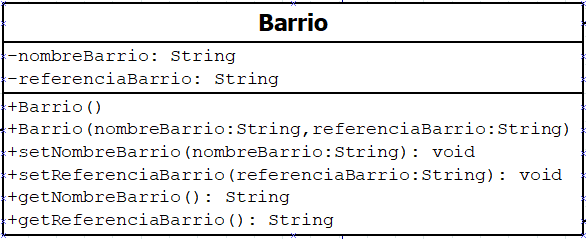 Barrio
-nombreBarrio: String
-referenciaBarrio: String
+Barrio()
+Barrio(nombreBarrio:String,referenciaBarrio:String)
+setNombreBarrio(nombreBarrio:String): void
+setReferenciaBarrio(referenciaBarrio:String): void
+getNombreBarrio(): String
+getReferenciaBarrio(): String